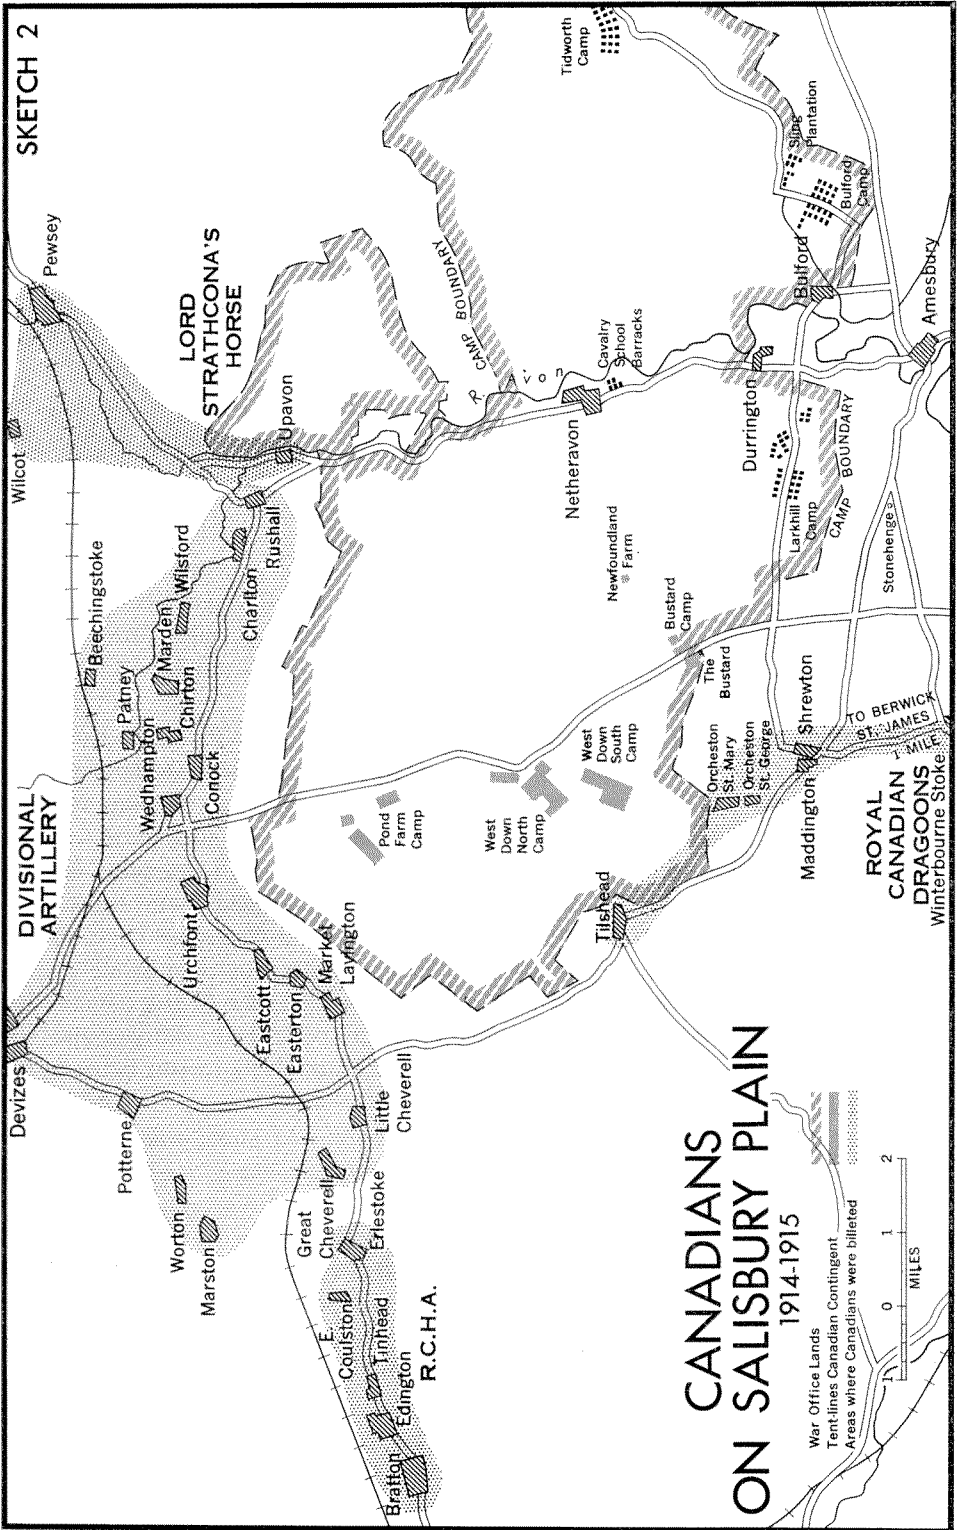 SKETCH 2
Devizes
Potterne
Worton
Marston
DIVISIONAL
ARTILLERY
Wilcot
Pewsey
Beechingstoke
Patney
Wedhampton
Marden
Wilsford
Chirton
Conock
Charlton
Rushall
Urchfont
Eastcott
Easterton
Market
Lavington
LORD
STRATHCONA'S
HORSE
Upavon
Great
Cheverell
Little
Cheverell
Erlestoke
E.
Coulston
Tinhead
Edington
Bratton
R.C.H.A.
Pond
Farm
Camp
West
Down
North
Camp
West
Down
South
Camp
CAMP BOUNDARY
R. Avon
Netheravon
Cavalry
School
Barracks
Newfoundland
Farm
Bustard
Camp
The
Bustard
Tidworth
Camp
Sling
Plantation
Bulford
Camp
Bulford
Durrington
Larkhill
Camp
CAMP BOUNDARY
Amesbury
Stonehenge
Tilshead
Orcheston
St. Mary
Orcheston
St. George
Shrewton
Maddington
TO BERWICK
ST. JAMES
1 MILE
ROYAL
CANADIAN
DRAGOONS
Winterbourne Stoke
CANADIANS
ON SALISBURY PLAIN
1914-1915
War Office Lands
Tent-lines Canadian Contingent
Areas where Canadians were billeted
1 0 1 2
MILES